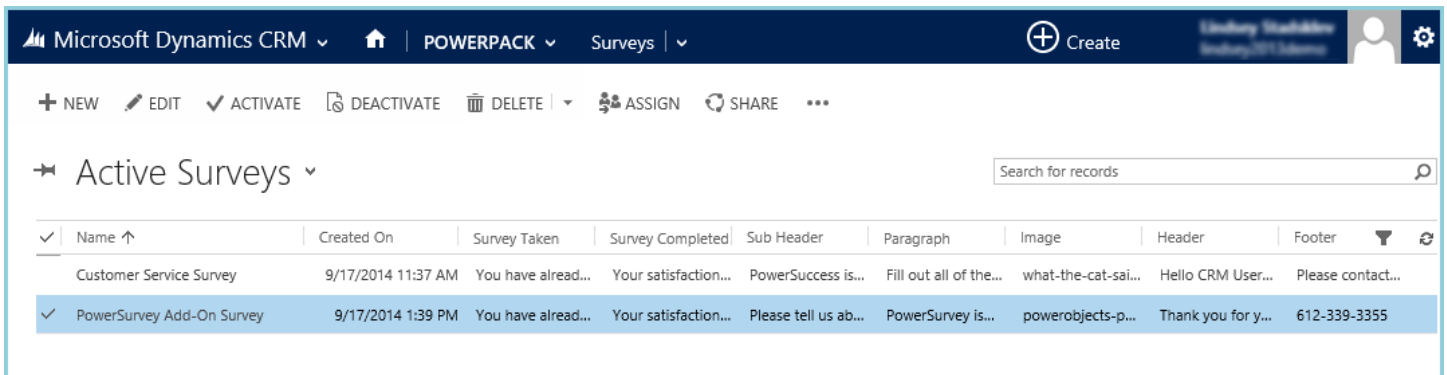 Microsoft Dynamics CRM POWERPACK Surveys Create
NEW EDIT ACTIVATE DEACTIVATE DELETE ASSIGN SHARE •••
Active Surveys
Search for records
Name Created On Survey Taken Survey Completed Sub Header Paragraph Image Header Footer
Customer Service Survey 9/17/2014 11:37 AM You have alread... Your satisfaction... PowerSuccess is... Fill out all of the... what-the-cat-sai... Hello CRM User... Please contact...
PowerSurvey Add-On Survey 9/17/2014 1:39 PM You have alread... Your satisfaction... Please tell us ab... PowerSurvey is... powerobjects-p... Thank you for y... 612-339-3355